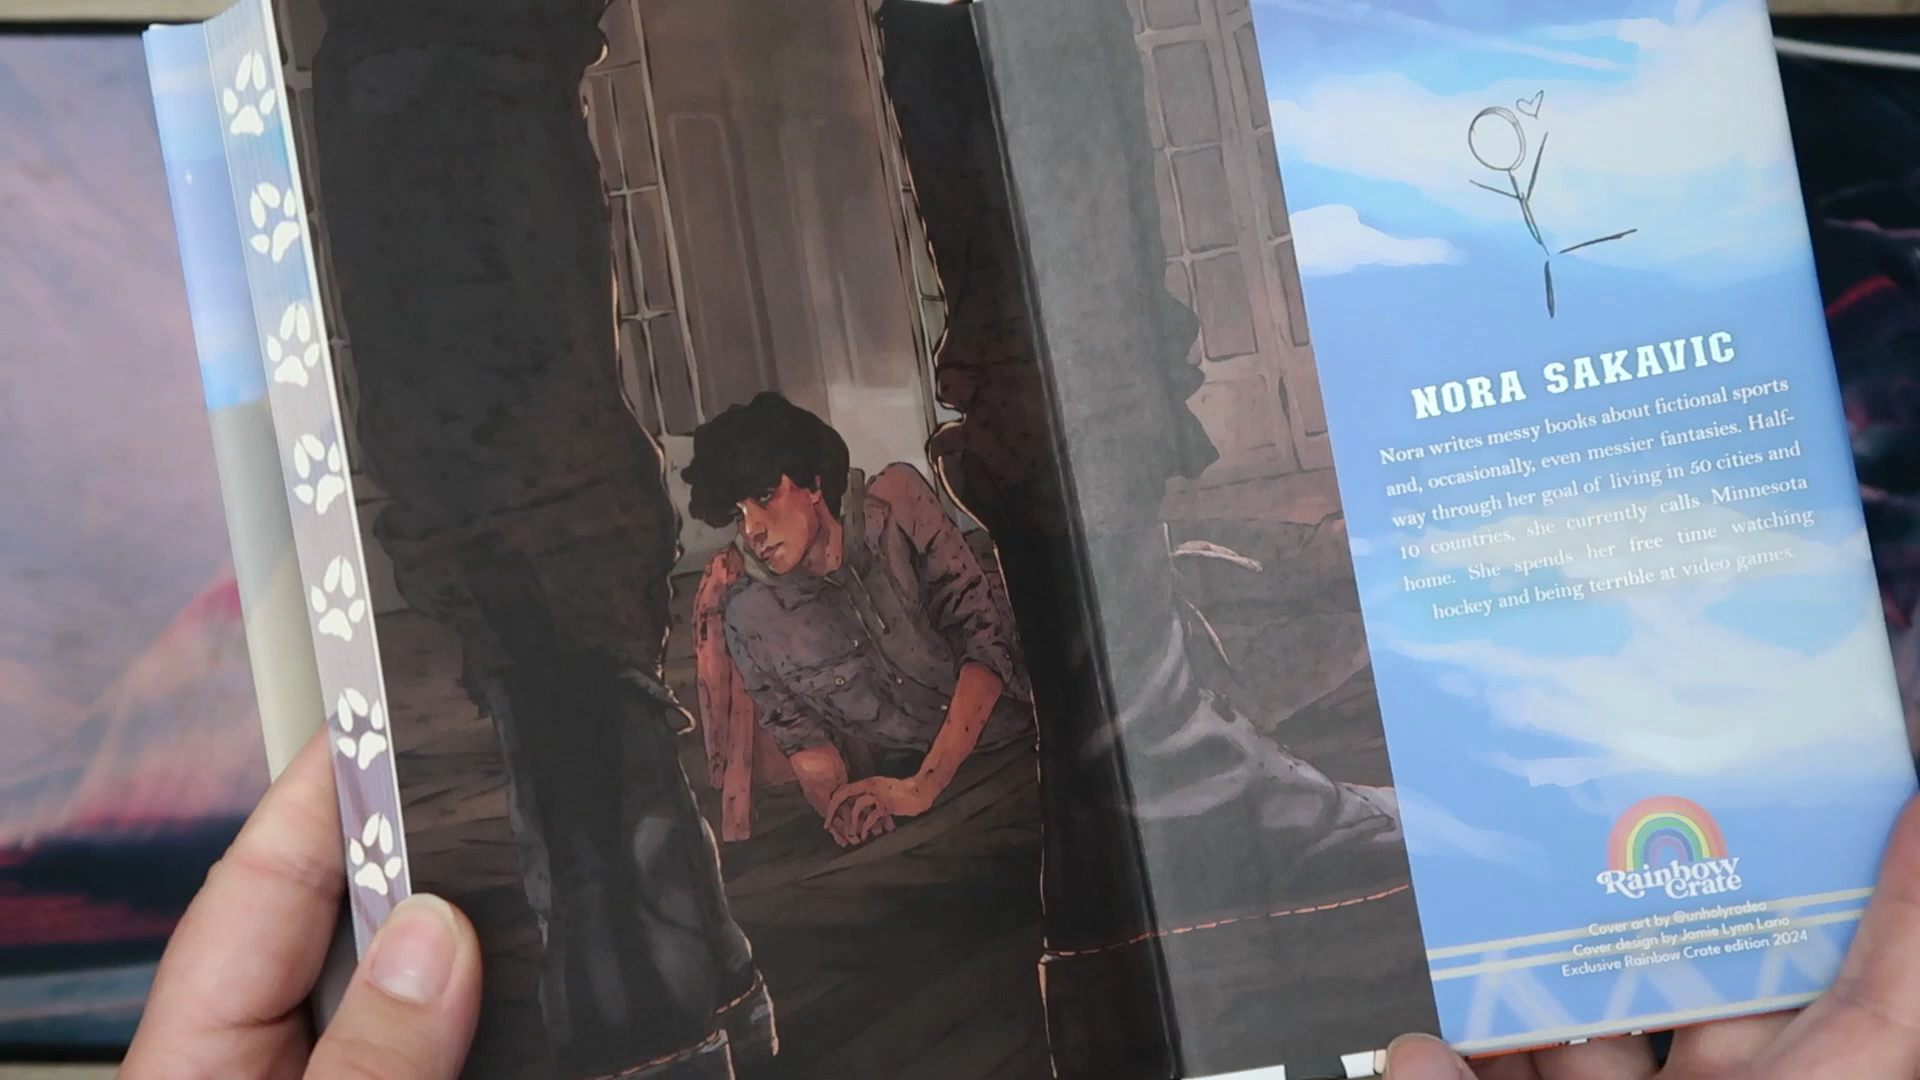 NORA SAKAVIC
Nora writes messy books about fictional sports
and, occasionally, even messier fantasies. Half-
way through her goal of living in 50 cities and
10 countries, she currently calls Minnesota
home. She spends her free time watching
hockey and being terrible at video games.
Rainbow
Crate
Cover art by @unholyrodeo
Cover design by Jamie Lynn Lano
Exclusive Rainbow Crate edition 2024